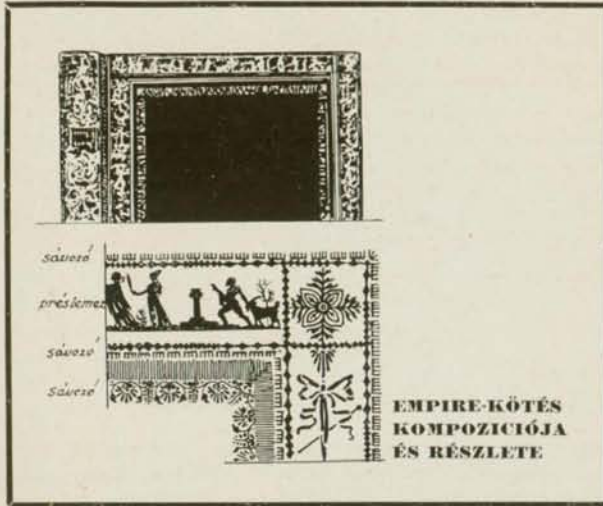 sávozó
préslemez
sávozó
sávozó
EMPIRE-KÖTÉS
KOMPOZICIÓJA
ÉS RÉSZLETE